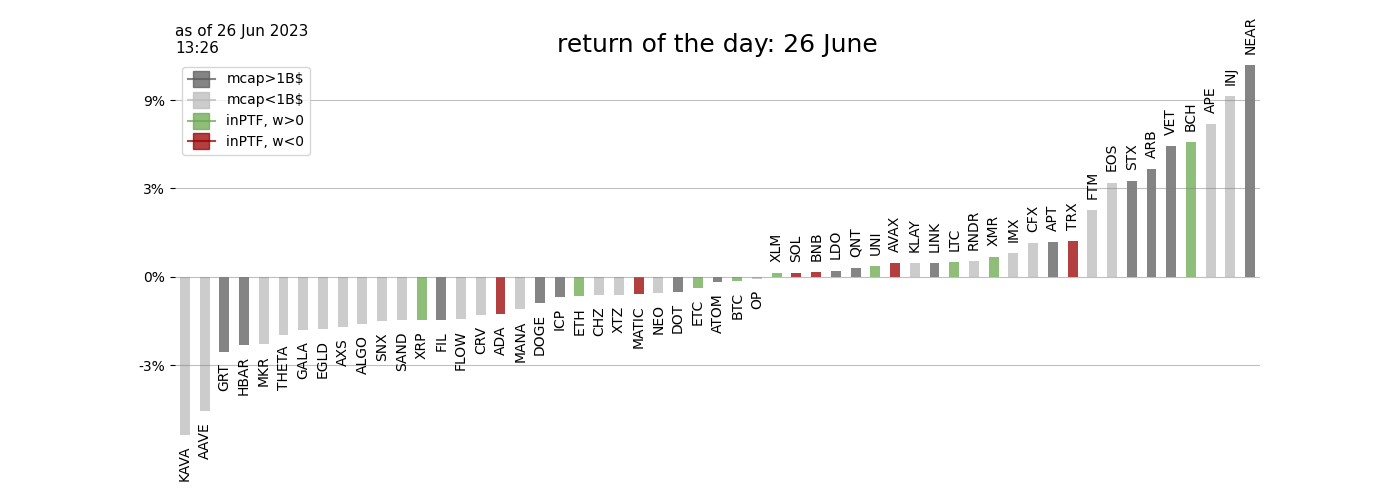 as of 26 Jun 2023
13:26
return of the day: 26 June
mcap>1B$
mcap<1B$
inPTF, w>0
inPTF, w<0
9%
3%
0%
-3%
KAVA
AAVE
GRT
HBAR
MKR
THETA
GALA
EGLD
AXS
ALGO
SNX
SAND
XRP
FIL
FLOW
CRV
ADA
MANA
DOGE
ICP
ETH
CHZ
XTZ
MATIC
NEO
DOT
ETC
ATOM
BTC
OP
XLM
SOL
BNB
LDO
QNT
UNI
AVAX
KLAY
LINK
LTC
RNDR
XMR
IMX
CFX
APT
TRX
FTM
EOS
STX
ARB
VET
BCH
APE
INJ
NEAR